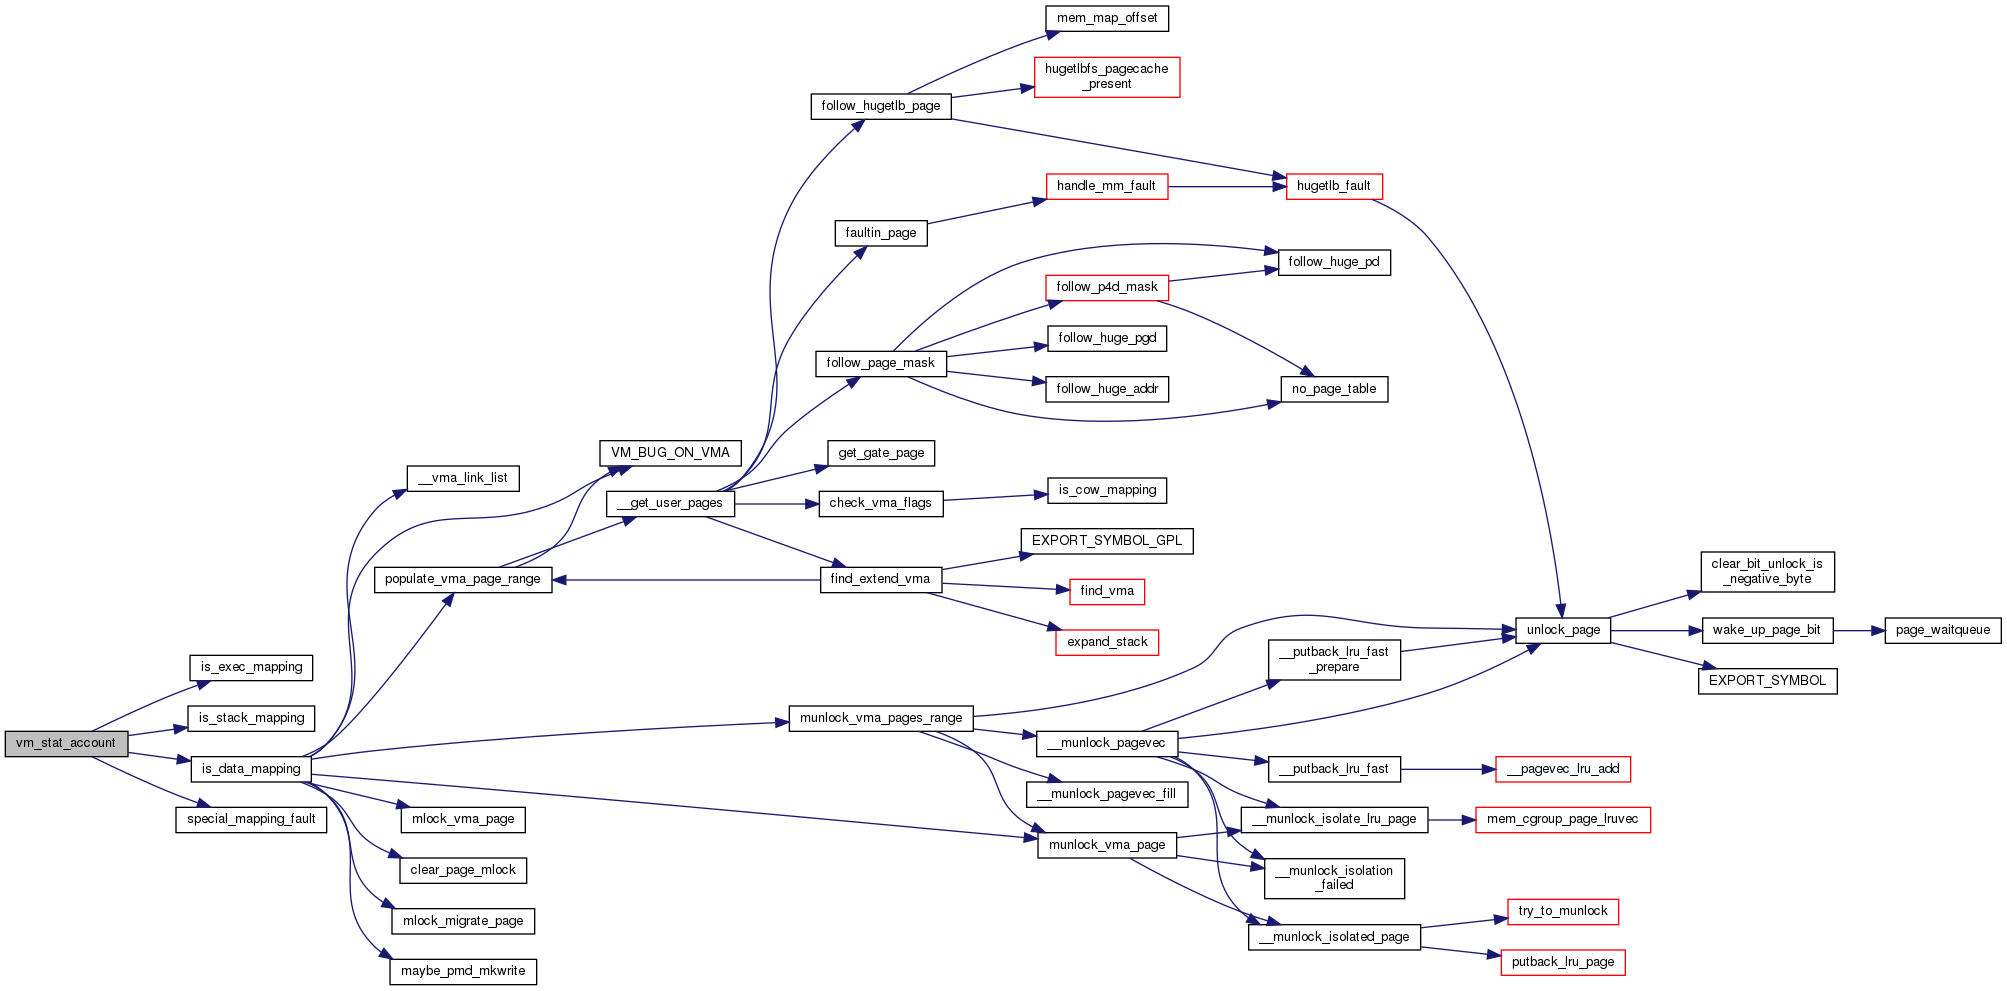 mem_map_offset
hugetlbfs_pagecache
_present
follow_hugetlb_page
handle_mm_fault
hugetlb_fault
faultin_page
follow_huge_pd
follow_p4d_mask
follow_huge_pgd
follow_page_mask
follow_huge_addr
no_page_table
VM_BUG_ON_VMA
get_gate_page
__vma_link_list
__get_user_pages
check_vma_flags
is_cow_mapping
EXPORT_SYMBOL_GPL
populate_vma_page_range
find_extend_vma
find_vma
expand_stack
clear_bit_unlock_is
_negative_byte
unlock_page
wake_up_page_bit
page_waitqueue
EXPORT_SYMBOL
__putback_lru_fast
_prepare
is_exec_mapping
is_stack_mapping
munlock_vma_pages_range
vm_stat_account
__munlock_pagevec
is_data_mapping
__putback_lru_fast
__pagevec_lru_add
__munlock_pagevec_fill
special_mapping_fault
mlock_vma_page
__munlock_isolate_lru_page
mem_cgroup_page_lruvec
munlock_vma_page
clear_page_mlock
__munlock_isolation
_failed
mlock_migrate_page
try_to_munlock
__munlock_isolated_page
putback_lru_page
maybe_pmd_mkwrite